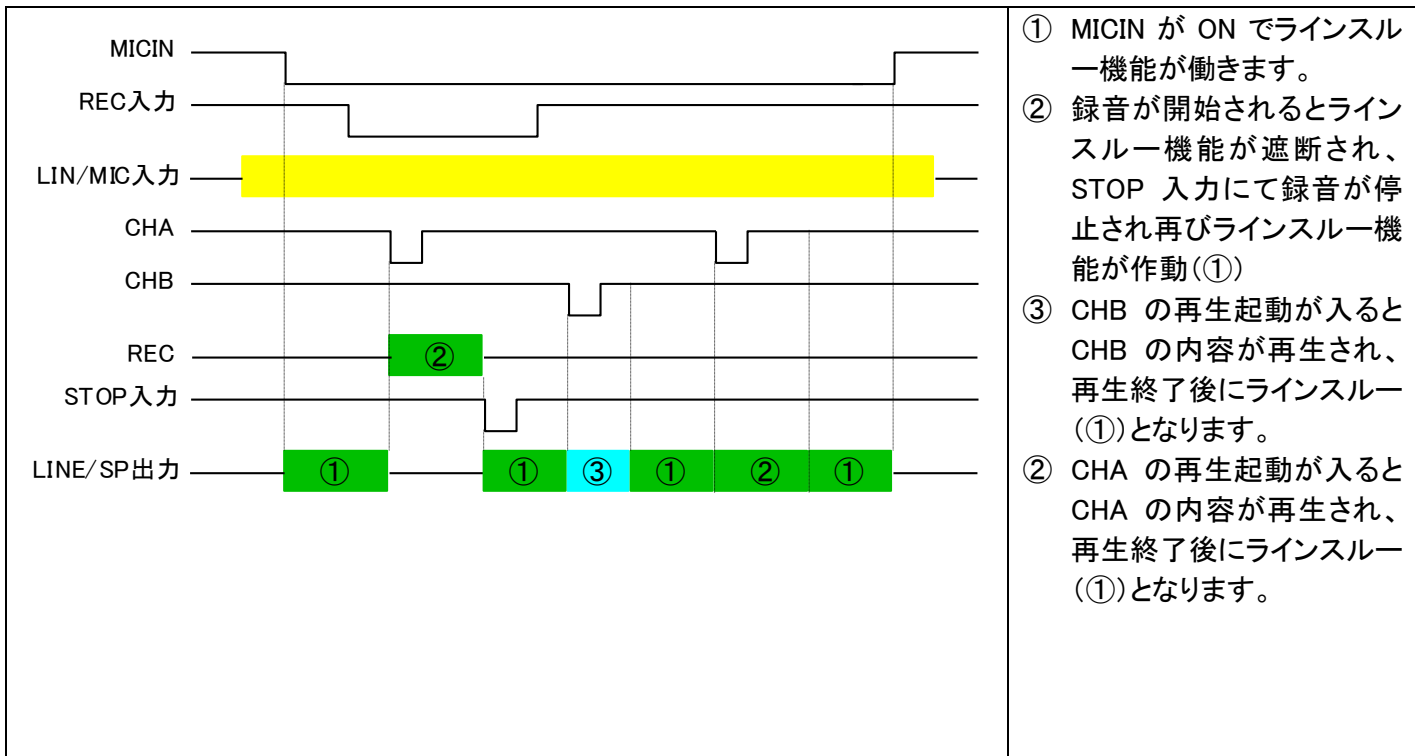 MICIN
REC入力
LIN/MIC入力
CHA
CHB
REC
②
STOP入力
LINE/SP出力
① ① ③ ① ② ①
① MICIN が ON でラインスル
ー機能が働きます。
② 録音が開始されるとライン
スルー機能が遮断され、
STOP 入力にて録音が停
止され再びラインスルー機
能が作動(①)
③ CHB の再生起動が入ると
CHB の内容が再生され、
再生終了後にラインスルー
(①)となります。
② CHA の再生起動が入ると
CHA の内容が再生され、
再生終了後にラインスルー
(①)となります。